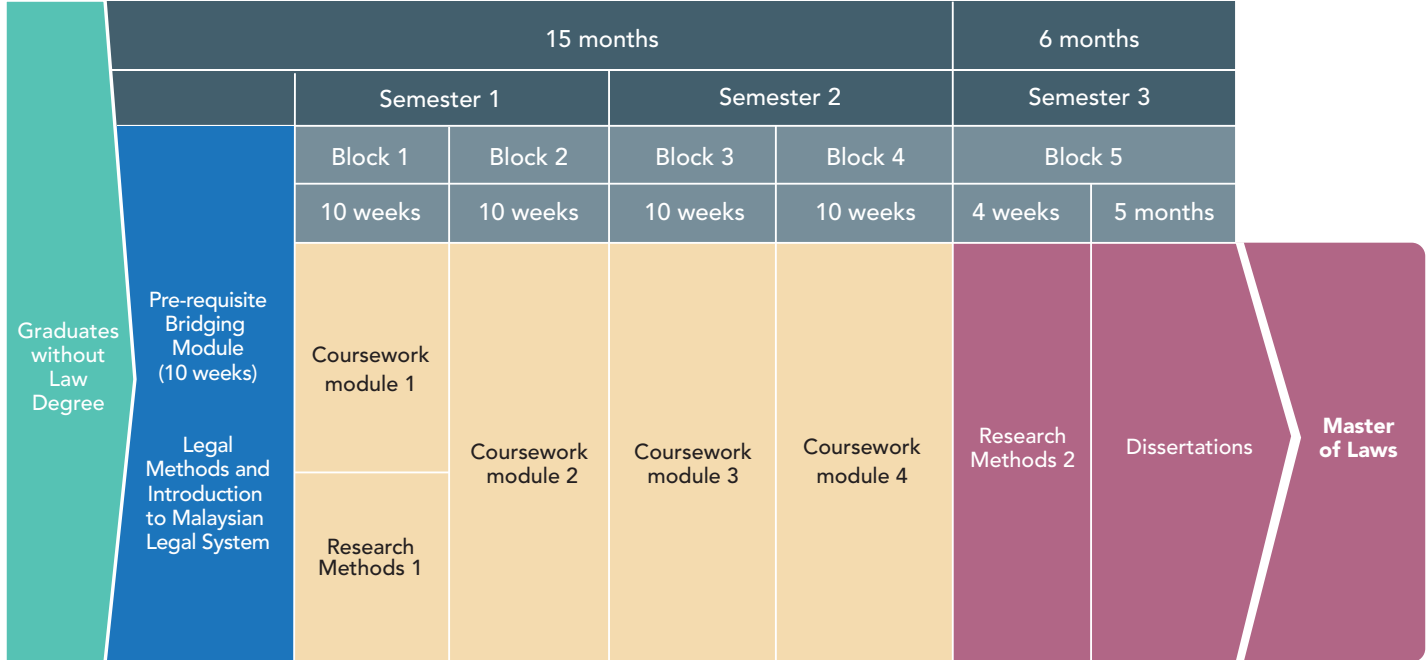 15 months
6 months
Semester 1
Semester 2
Semester 3
Block 1
Block 2
Block 3
Block 4
Block 5
10 weeks
10 weeks
10 weeks
10 weeks
4 weeks
5 months
Graduates
without
Law
Degree
Pre-requisite
Bridging
Module
(10 weeks)
Legal
Methods and
Introduction
to Malaysian
Legal System
Coursework
module 1
Research
Methods 1
Coursework
module 2
Coursework
module 3
Coursework
module 4
Research
Methods 2
Dissertations
Master
of Laws